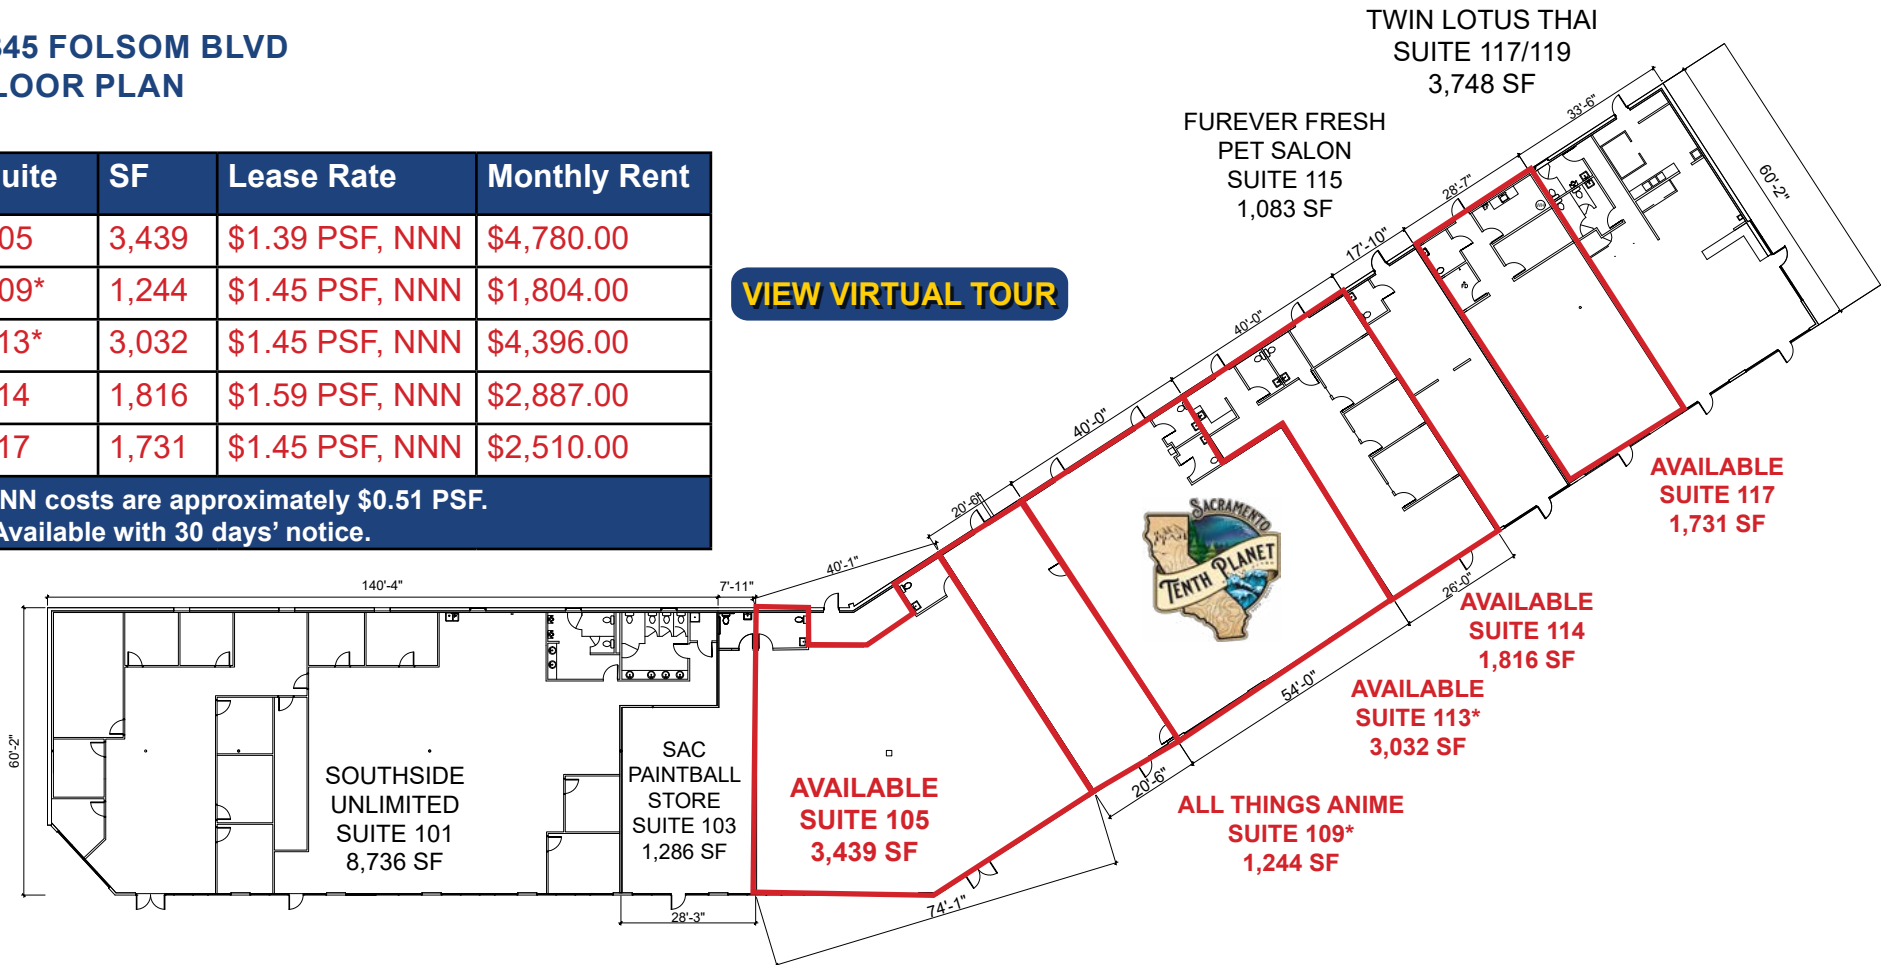 345 FOLSOM BLVD
LOOR PLAN
uite SF Lease Rate Monthly Rent
05 3,439 $1.39 PSF, NNN $4,780.00
09* 1,244 $1.45 PSF, NNN $1,804.00
13* 3,032 $1.45 PSF, NNN $4,396.00
14 1,816 $1.59 PSF, NNN $2,887.00
17 1,731 $1.45 PSF, NNN $2,510.00
NN costs are approximately $0.51 PSF.
Available with 30 days’ notice.
VIEW VIRTUAL TOUR
TWIN LOTUS THAI
SUITE 117/119
3,748 SF
FUREVER FRESH
PET SALON
SUITE 115
1,083 SF
33'-6"
60'-2"
28'-7"
17'-10"
40'-0"
40'-0"
20'-6"
40'-1"
7'-11"
140'-4"
60'-2"
SACRAMENTO
TENTH PLANET
AVAILABLE
SUITE 117
1,731 SF
26'-0"
AVAILABLE
SUITE 114
1,816 SF
54'-0"
AVAILABLE
SUITE 113*
3,032 SF
20'-6"
ALL THINGS ANIME
SUITE 109*
1,244 SF
SOUTHSIDE
UNLIMITED
SUITE 101
8,736 SF
SAC
PAINTBALL
STORE
SUITE 103
1,286 SF
AVAILABLE
SUITE 105
3,439 SF
28'-3"
74'-1"